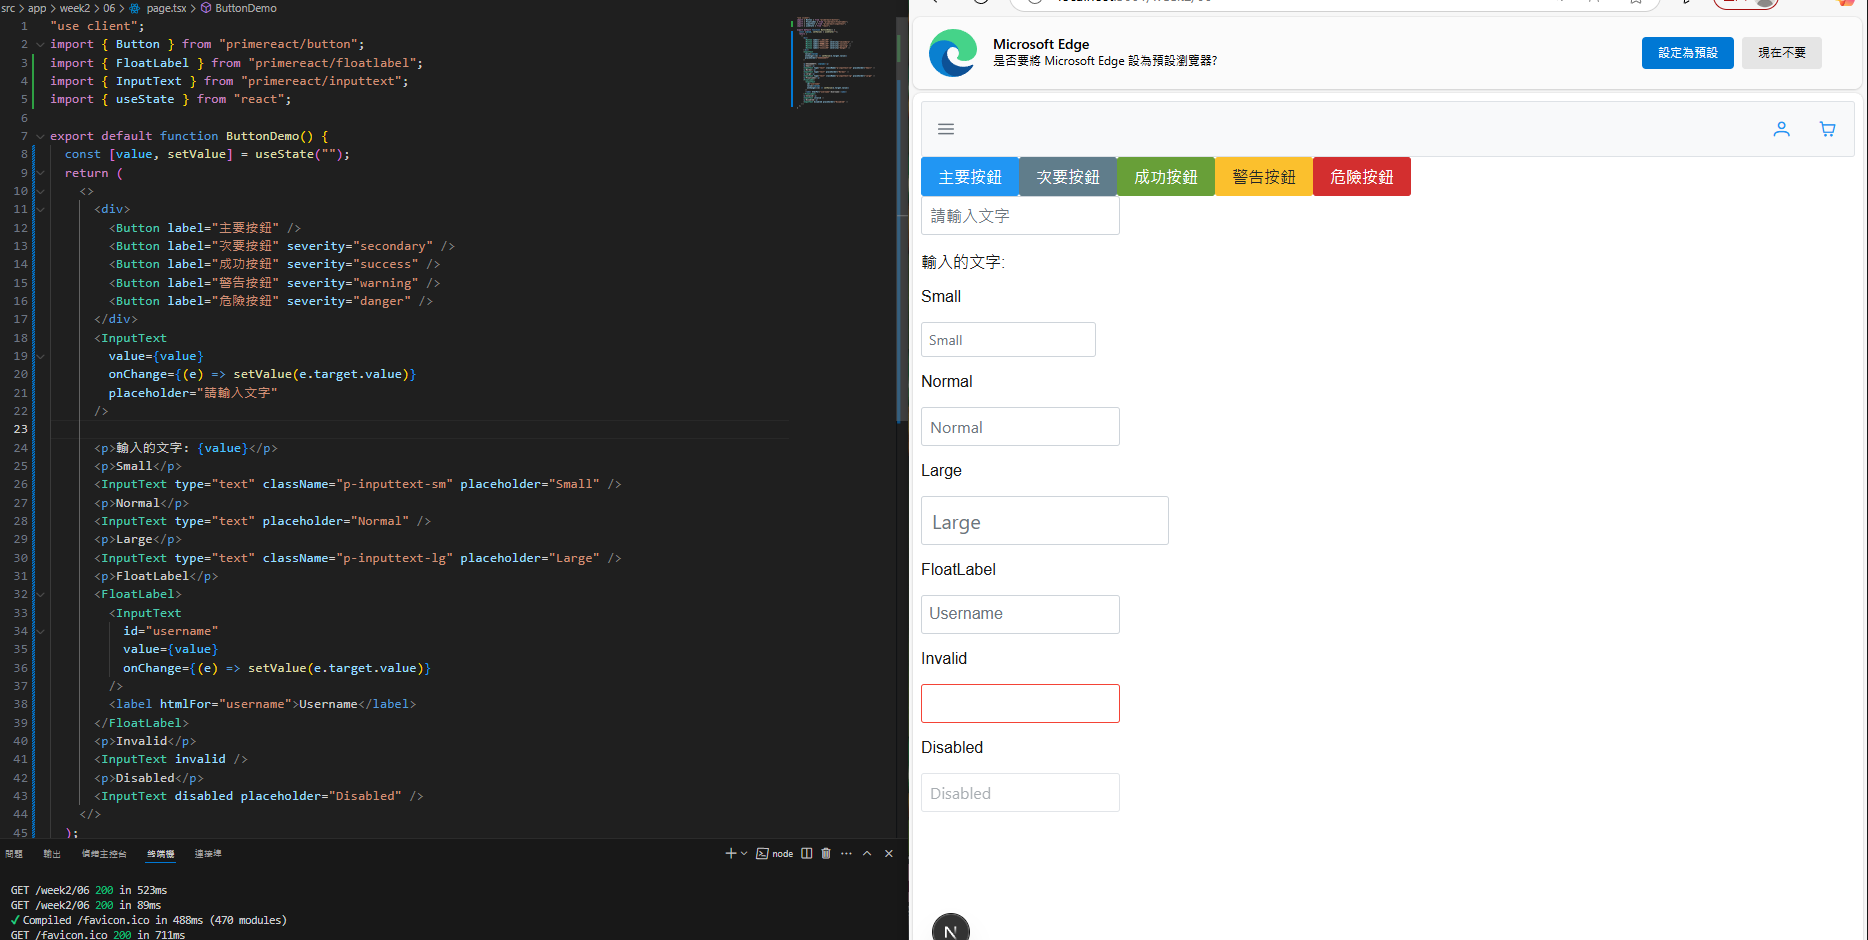 src > app > week2 > 06 > page.tsx > ButtonDemo
1 "use client";
2 import { Button } from "primereact/button";
3 import { FloatLabel } from "primereact/floatlabel";
4 import { InputText } from "primereact/inputtext";
5 import { useState } from "react";
6
7 export default function ButtonDemo() {
8 const [value, setValue] = useState("");
9 return (
10 <>
11 <div>
12 <Button label="主要按鈕" />
13 <Button label="次要按鈕" severity="secondary" />
14 <Button label="成功按鈕" severity="success" />
15 <Button label="警告按鈕" severity="warning" />
16 <Button label="危險按鈕" severity="danger" />
17 </div>
18 <InputText
19 value={value}
20 onChange={(e) => setValue(e.target.value)}
21 placeholder="請輸入文字"
22 />
23
24 <p>輸入的文字: {value}</p>
25 <p>Small</p>
26 <InputText type="text" className="p-inputtext-sm" placeholder="Small" />
27 <p>Normal</p>
28 <InputText type="text" placeholder="Normal" />
29 <p>Large</p>
30 <InputText type="text" className="p-inputtext-lg" placeholder="Large" />
31 <p>FloatLabel</p>
32 <FloatLabel>
33 <InputText
34 id="username"
35 value={value}
36 onChange={(e) => setValue(e.target.value)}
37 />
38 <label htmlFor="username">Username</label>
39 </FloatLabel>
40 <p>Invalid</p>
41 <InputText invalid />
42 <p>Disabled</p>
43 <InputText disabled placeholder="Disabled" />
44 </>
45 );
問題 輸出 偵錯主控台 終端機 連接埠
node
GET /week2/06 200 in 523ms
GET /week2/06 200 in 89ms
✓ Compiled /favicon.ico in 488ms (470 modules)
GET /favicon.ico 200 in 711ms
Microsoft Edge
是否要將 Microsoft Edge 設為預設瀏覽器?
設定為預設 現在不要
主要按鈕 次要按鈕 成功按鈕 警告按鈕 危險按鈕
請輸入文字
輸入的文字:
Small
Small
Normal
Normal
Large
Large
FloatLabel
Username
Invalid
Disabled
Disabled
N